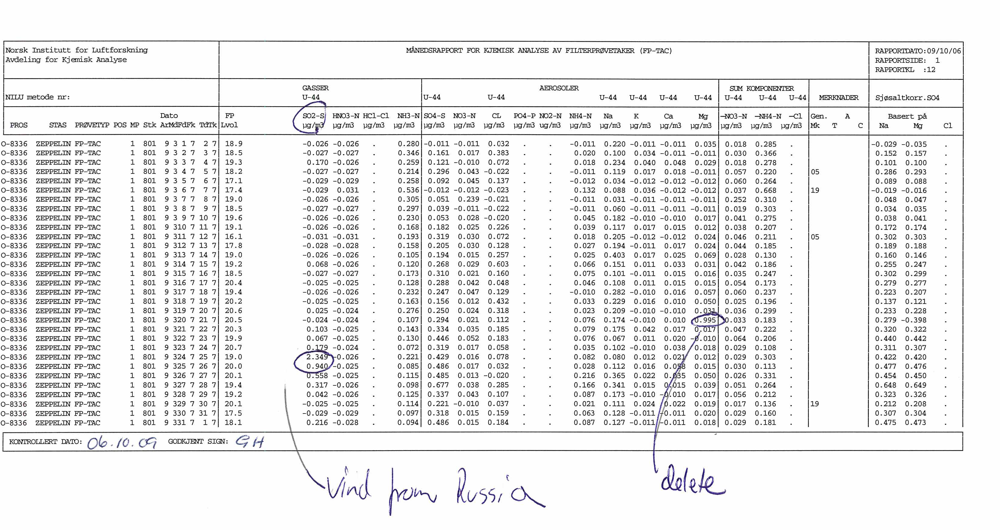 Norsk Institutt for Luftforskning
Avdeling for Kjemisk Analyse
MÅNEDSRAPPORT FOR KJEMISK ANALYSE AV FILTERPRØVETAKER (FP-TAC)
RAPPORTDATO:09/10/06
RAPPORTSIDE: 1
RAPPORTKL :12
GASSER AEROSOLER SUM KOMPONENTER
NILU metode nr: U-44 U-44 U-44 U-44 U-44 U-44 U-44 U-44 U-44 U-44 MERKNADER Sjøsaltkorr.SO4
Dato FP SO2-S HNO3-N HCl-Cl NH3-N SO4-S NO3-N CL PO4-P NO2-N NH4-N Na K Ca Mg —NO3-N —NH4-N —Cl Gen. A Basert på
PROS STAS PRØVETYP POS MP Stk ArMdFdFk TdTk Lvol µg/m3 µg/m3 µg/m3 µg/m3 µg/m3 µg/m3 µg/m3 µg/m3 ug/m3 µg/m3 µg/m3 µg/m3 µg/m3 µg/m3 µg/m3 µg/m3 µg/m3 Mk T C Na Mg Cl
O-8336 ZEPPELIN FP-TAC 1 801 9 3 1 7 2 7 18.9 -0.026 -0.026 . 0.280 -0.011 -0.011 0.032 . . -0.011 0.220 -0.011 -0.011 0.035 0.018 0.285 . -0.029 -0.035 .
O-8336 ZEPPELIN FP-TAC 1 801 9 3 2 7 3 7 18.5 -0.027 -0.027 . 0.346 0.161 0.017 0.383 . . 0.020 0.100 0.034 -0.011 -0.011 0.030 0.366 . 0.152 0.157 .
O-8336 ZEPPELIN FP-TAC 1 801 9 3 3 7 4 7 19.3 0.170 -0.026 . 0.259 0.121 -0.010 0.072 . . 0.018 0.234 0.040 0.048 0.029 0.018 0.278 . 0.101 0.100 .
O-8336 ZEPPELIN FP-TAC 1 801 9 3 4 7 5 7 18.2 -0.027 -0.027 . 0.214 0.296 0.043 -0.022 . . -0.011 0.119 0.017 0.018 -0.011 0.057 0.220 . 05 0.286 0.293 .
O-8336 ZEPPELIN FP-TAC 1 801 9 3 5 7 6 7 17.1 -0.029 -0.029 . 0.258 0.092 0.045 0.137 . . -0.012 0.034 -0.012 -0.012 -0.012 0.060 0.264 . 0.089 0.088 .
O-8336 ZEPPELIN FP-TAC 1 801 9 3 6 7 7 7 17.4 -0.029 0.031 . 0.536 -0.012 -0.012 -0.023 . . 0.132 0.088 0.036 -0.012 -0.012 0.037 0.668 . 19 -0.019 -0.016 .
O-8336 ZEPPELIN FP-TAC 1 801 9 3 7 7 8 7 19.0 -0.026 -0.026 . 0.305 0.051 0.239 -0.021 . . -0.011 0.031 -0.011 -0.011 -0.011 0.252 0.310 . 0.048 0.047 .
O-8336 ZEPPELIN FP-TAC 1 801 9 3 8 7 9 7 18.5 -0.027 -0.027 . 0.297 0.039 -0.011 -0.022 . . -0.011 0.060 -0.011 -0.011 -0.011 0.019 0.303 . 0.034 0.035 .
O-8336 ZEPPELIN FP-TAC 1 801 9 3 9 7 10 7 19.6 -0.026 -0.026 . 0.230 0.053 0.028 -0.020 . . 0.045 0.182 -0.010 -0.010 0.017 0.041 0.275 . 0.038 0.041 .
O-8336 ZEPPELIN FP-TAC 1 801 9 310 7 11 7 19.1 -0.026 -0.026 . 0.168 0.182 0.025 0.226 . . 0.039 0.117 0.017 0.015 0.012 0.038 0.207 . 0.172 0.174 .
O-8336 ZEPPELIN FP-TAC 1 801 9 311 7 12 7 16.1 -0.031 -0.031 . 0.193 0.319 0.030 0.072 . . 0.018 0.205 -0.012 -0.012 0.024 0.046 0.211 . 05 0.302 0.303 .
O-8336 ZEPPELIN FP-TAC 1 801 9 312 7 13 7 17.8 -0.028 -0.028 . 0.158 0.205 0.030 0.128 . . 0.027 0.194 -0.011 0.017 0.024 0.044 0.185 . 0.189 0.188 .
O-8336 ZEPPELIN FP-TAC 1 801 9 313 7 14 7 19.0 -0.026 -0.026 . 0.105 0.194 0.015 0.257 . . 0.025 0.403 0.017 0.025 0.069 0.028 0.130 . 0.160 0.146 .
O-8336 ZEPPELIN FP-TAC 1 801 9 314 7 15 7 19.2 0.068 -0.026 . 0.120 0.268 0.029 0.603 . . 0.066 0.151 0.011 0.033 0.031 0.042 0.186 . 0.255 0.247 .
O-8336 ZEPPELIN FP-TAC 1 801 9 315 7 16 7 18.5 -0.027 -0.027 . 0.173 0.310 0.021 0.160 . . 0.075 0.101 -0.011 0.015 0.016 0.035 0.247 . 0.302 0.299 .
O-8336 ZEPPELIN FP-TAC 1 801 9 316 7 17 7 20.4 -0.025 -0.025 . 0.128 0.288 0.042 0.048 . . 0.046 0.108 0.011 0.015 0.015 0.054 0.173 . 0.279 0.277 .
O-8336 ZEPPELIN FP-TAC 1 801 9 317 7 18 7 19.4 -0.026 -0.026 . 0.232 0.247 0.047 0.129 . . -0.010 0.282 -0.010 0.016 0.057 0.060 0.237 . 0.223 0.207 .
O-8336 ZEPPELIN FP-TAC 1 801 9 318 7 19 7 20.2 -0.025 -0.025 . 0.163 0.156 0.012 0.432 . . 0.033 0.229 0.016 0.010 0.050 0.025 0.196 . 0.137 0.121 .
O-8336 ZEPPELIN FP-TAC 1 801 9 319 7 20 7 20.6 0.025 -0.024 . 0.276 0.250 0.024 0.318 . . 0.023 0.209 -0.010 -0.010 0.031 0.036 0.299 . 0.233 0.228 .
O-8336 ZEPPELIN FP-TAC 1 801 9 320 7 21 7 20.5 -0.024 -0.024 . 0.107 0.294 0.021 0.112 . . 0.076 0.174 -0.010 0.010 0.995 0.033 0.183 . 0.279 -0.398 .
O-8336 ZEPPELIN FP-TAC 1 801 9 321 7 22 7 20.3 0.103 -0.025 . 0.143 0.334 0.035 0.185 . . 0.079 0.175 0.042 0.017 0.017 0.047 0.222 . 0.320 0.322 .
O-8336 ZEPPELIN FP-TAC 1 801 9 322 7 23 7 19.9 0.067 -0.025 . 0.130 0.446 0.052 0.183 . . 0.076 0.067 0.011 0.020 -0.010 0.064 0.206 . 0.440 0.442 .
O-8336 ZEPPELIN FP-TAC 1 801 9 323 7 24 7 20.7 0.179 -0.024 . 0.072 0.319 0.017 0.058 . . 0.035 0.102 -0.010 0.038 0.018 0.029 0.108 . 0.311 0.307 .
O-8336 ZEPPELIN FP-TAC 1 801 9 324 7 25 7 19.0 2.349 -0.026 . 0.221 0.429 0.016 0.078 . . 0.082 0.080 0.012 0.021 0.012 0.029 0.303 . 0.422 0.420 .
O-8336 ZEPPELIN FP-TAC 1 801 9 325 7 26 7 20.0 0.940 -0.025 . 0.085 0.486 0.017 0.032 . . 0.028 0.112 0.016 0.058 0.015 0.030 0.113 . 0.477 0.476 .
O-8336 ZEPPELIN FP-TAC 1 801 9 326 7 27 7 20.1 0.558 -0.025 . 0.115 0.485 0.013 -0.020 . . 0.216 0.365 0.022 0.035 0.050 0.026 0.331 . 0.454 0.450 .
O-8336 ZEPPELIN FP-TAC 1 801 9 327 7 28 7 19.4 0.317 -0.026 . 0.098 0.677 0.038 0.285 . . 0.166 0.341 0.015 0.015 0.039 0.051 0.264 . 0.648 0.649 .
O-8336 ZEPPELIN FP-TAC 1 801 9 328 7 29 7 19.2 0.042 -0.026 . 0.125 0.337 0.043 0.107 . . 0.087 0.173 -0.010 -0.010 0.017 0.056 0.212 . 0.323 0.326 .
O-8336 ZEPPELIN FP-TAC 1 801 9 329 7 30 7 20.1 -0.025 -0.025 . 0.114 0.221 -0.010 0.037 . . 0.021 0.111 0.024 0.022 0.019 0.017 0.136 . 19 0.212 0.208 .
O-8336 ZEPPELIN FP-TAC 1 801 9 330 7 31 7 17.5 -0.029 -0.029 . 0.097 0.318 0.015 0.159 . . 0.063 0.128 -0.011 -0.011 0.020 0.029 0.160 . 0.307 0.304 .
O-8336 ZEPPELIN FP-TAC 1 801 9 331 7 1 7 18.1 0.216 -0.028 . 0.094 0.486 0.015 0.184 . . 0.087 0.127 -0.011 -0.011 0.018 0.029 0.181 . 0.475 0.473 .
KONTROLLERT DATO: 06.10.09 GODKJENT SIGN: GH
Vind from Russia
delete